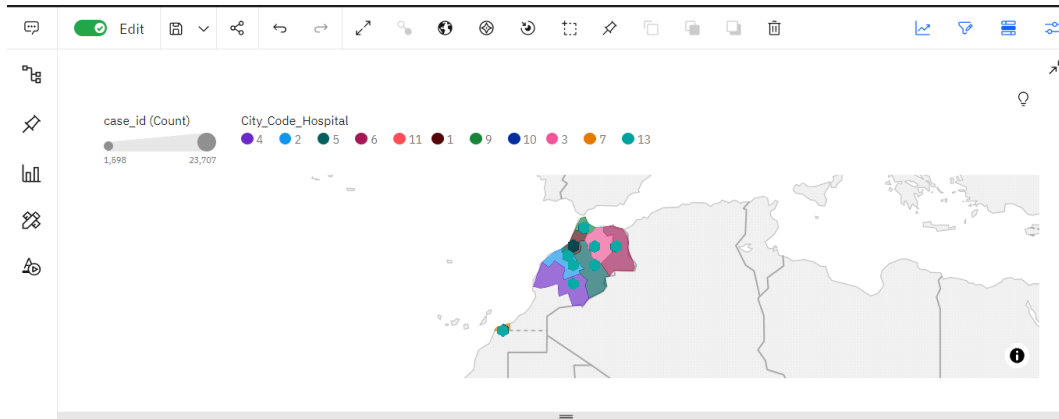 Edit
case_id (Count)
1,598 23,707
City_Code_Hospital
4 2 5 6 11 1 9 10 3 7 13